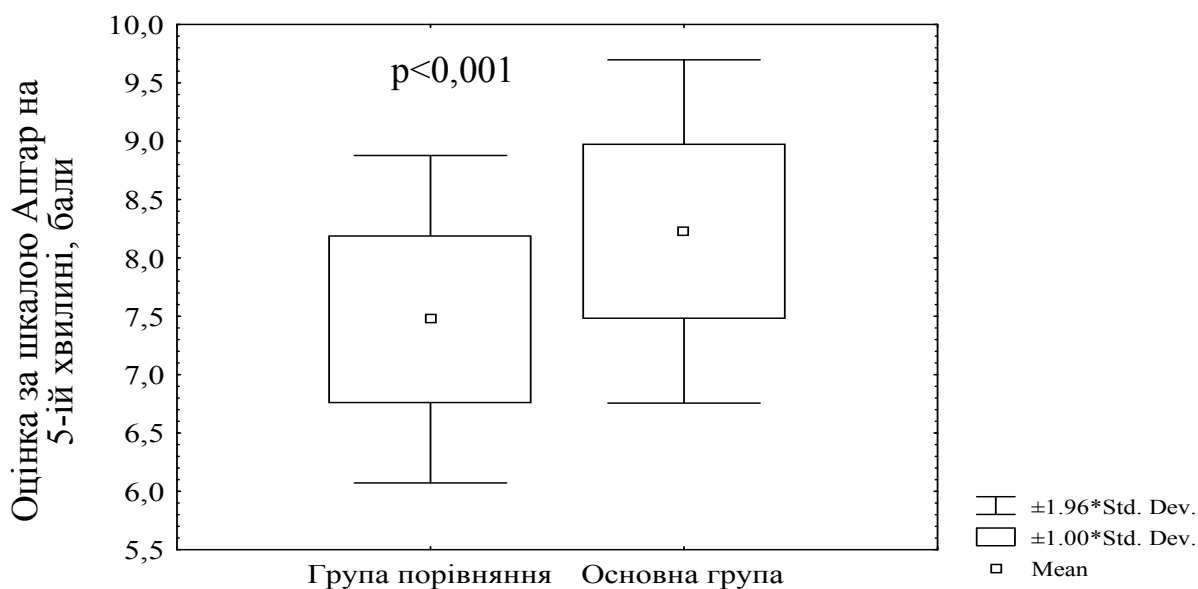 Оцінка за шкалою Апгар на
5-ій хвилині, бали
10,0
9,5
9,0
8,5
8,0
7,5
7,0
6,5
6,0
5,5
p<0,001
Група порівняння
Основна група
±1.96*Std. Dev.
±1.00*Std. Dev.
Mean